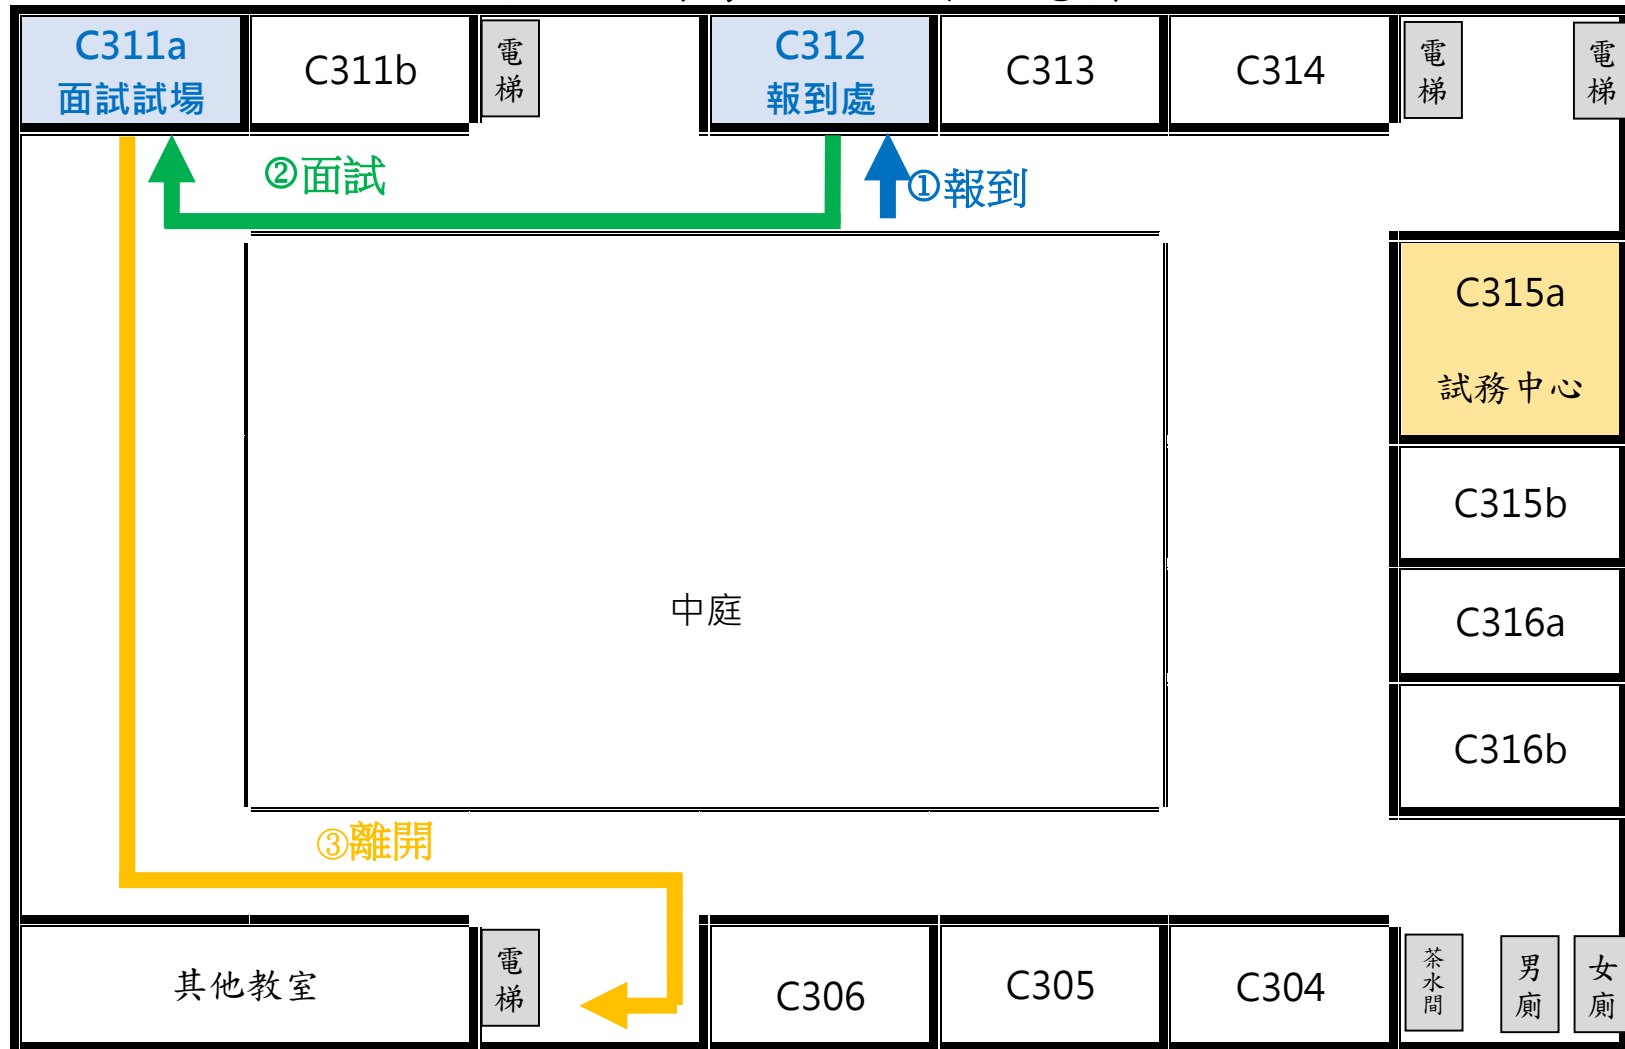 C311a
面試試場
C311b
電梯
C312
報到處
C313
C314
電梯
電梯
②面試
①報到
C315a
試務中心
C315b
中庭
C316a
C316b
③離開
其他教室
電梯
C306
C305
C304
茶水間
男廁
女廁